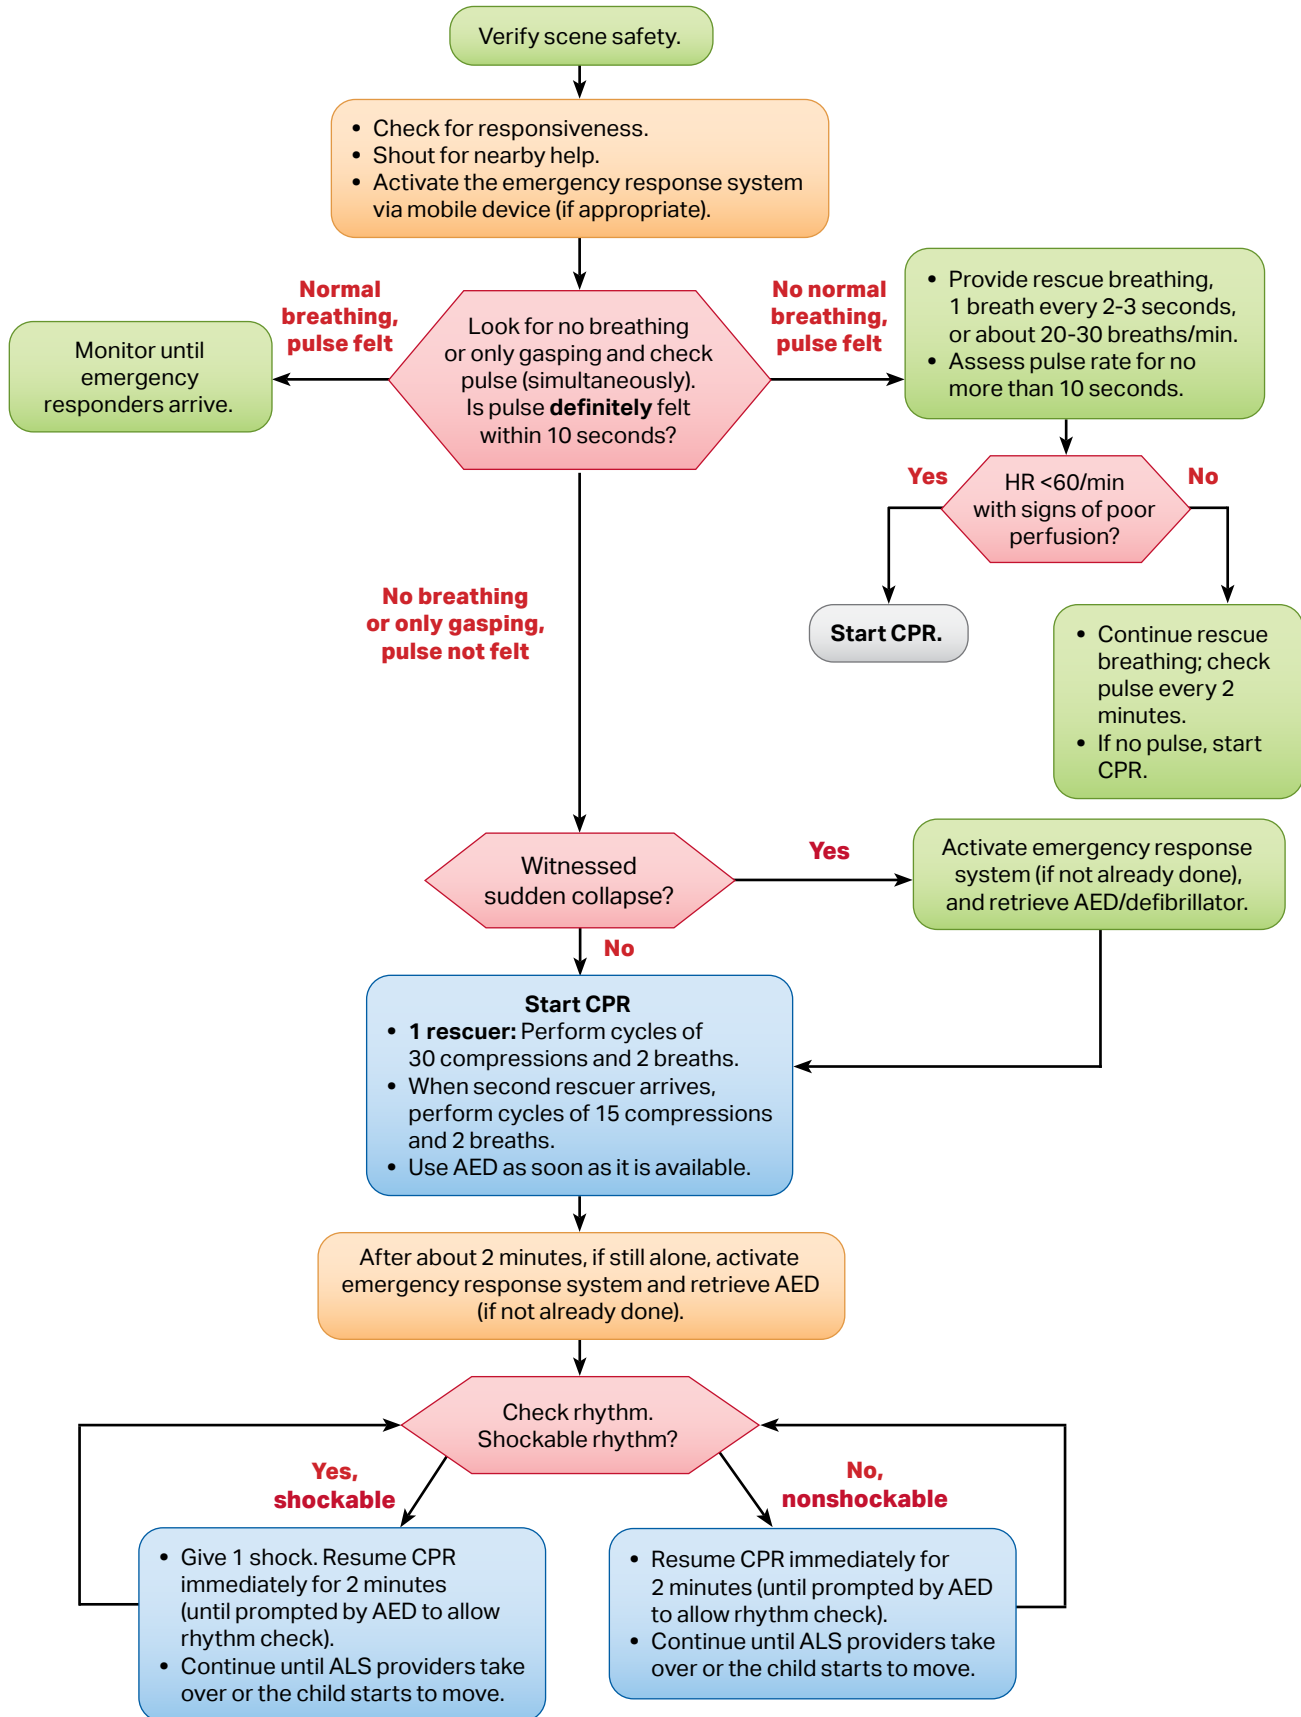 Verify scene safety.
• Check for responsiveness.
• Shout for nearby help.
• Activate the emergency response system
via mobile device (if appropriate).
Normal
breathing,
pulse felt
Look for no breathing
or only gasping and check
pulse (simultaneously).
Is pulse definitely felt
within 10 seconds?
No normal
breathing,
pulse felt
Monitor until
emergency
responders arrive.
• Provide rescue breathing,
1 breath every 2-3 seconds,
or about 20-30 breaths/min.
• Assess pulse rate for no
more than 10 seconds.
Yes
HR <60/min
with signs of poor
perfusion?
No
Start CPR.
• Continue rescue
breathing; check
pulse every 2
minutes.
• If no pulse, start
CPR.
No breathing
or only gasping,
pulse not felt
Witnessed
sudden collapse?
Yes
Activate emergency response
system (if not already done),
and retrieve AED/defibrillator.
No
Start CPR
• 1 rescuer: Perform cycles of
30 compressions and 2 breaths.
• When second rescuer arrives,
perform cycles of 15 compressions
and 2 breaths.
• Use AED as soon as it is available.
After about 2 minutes, if still alone, activate
emergency response system and retrieve AED
(if not already done).
Check rhythm.
Shockable rhythm?
Yes,
shockable
No,
nonshockable
• Give 1 shock. Resume CPR
immediately for 2 minutes
(until prompted by AED to allow
rhythm check).
• Continue until ALS providers take
over or the child starts to move.
• Resume CPR immediately for
2 minutes (until prompted by AED
to allow rhythm check).
• Continue until ALS providers take
over or the child starts to move.